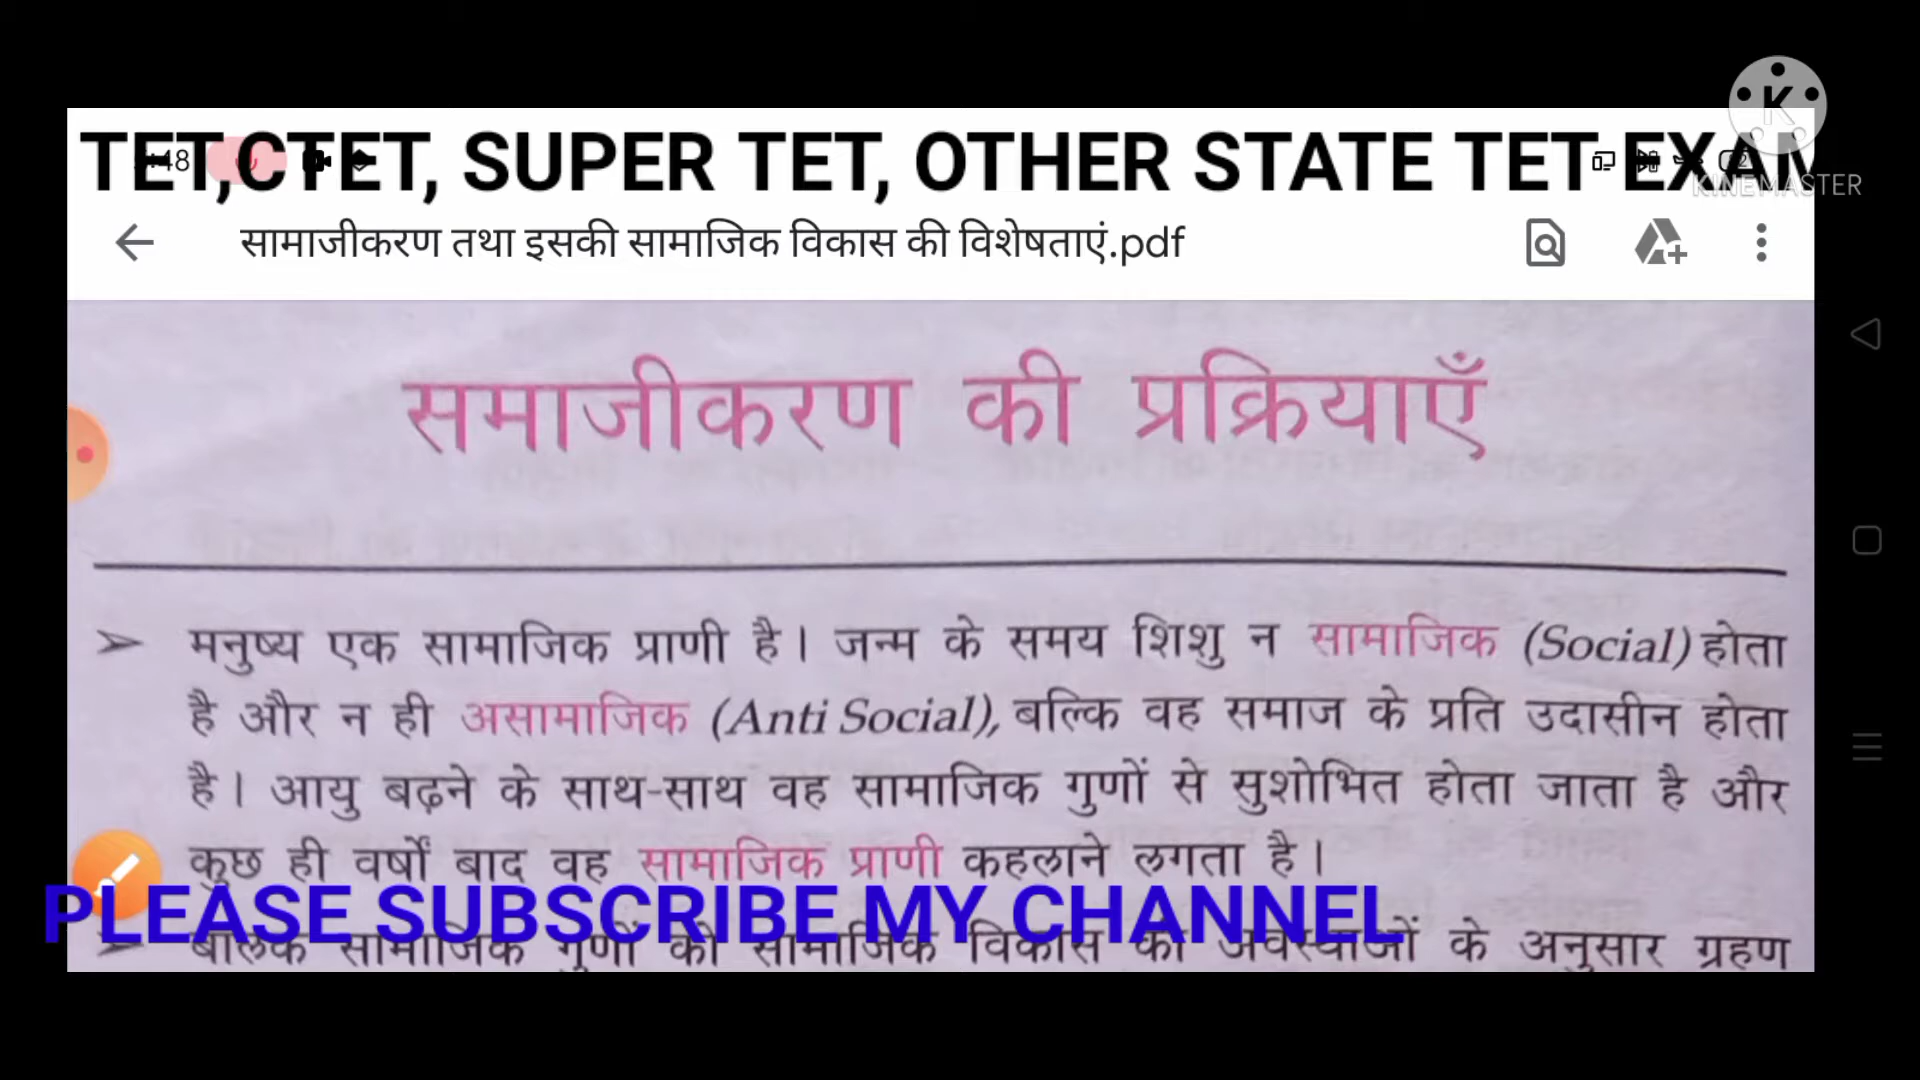 TET,CTET, SUPER TET, OTHER STATE TET EXAM
KINEMASTER
सामाजीकरण तथा इसकी सामाजिक विकास की विशेषताएं.pdf
समाजीकरण की प्रक्रियाएँ
➤ मनुष्य एक सामाजिक प्राणी है। जन्म के समय शिशु न सामाजिक (Social) होता
है और न ही असामाजिक (Anti Social), बल्कि वह समाज के प्रति उदासीन होता
है। आयु बढ़ने के साथ-साथ वह सामाजिक गुणों से सुशोभित होता जाता है और
कुछ ही वर्षों बाद वह सामाजिक प्राणी कहलाने लगता है।
PLEASE SUBSCRIBE MY CHANNEL
➤ बालक सामाजिक गुणों को सामाजिक विकास की अवस्थाओं के अनुसार ग्रहण